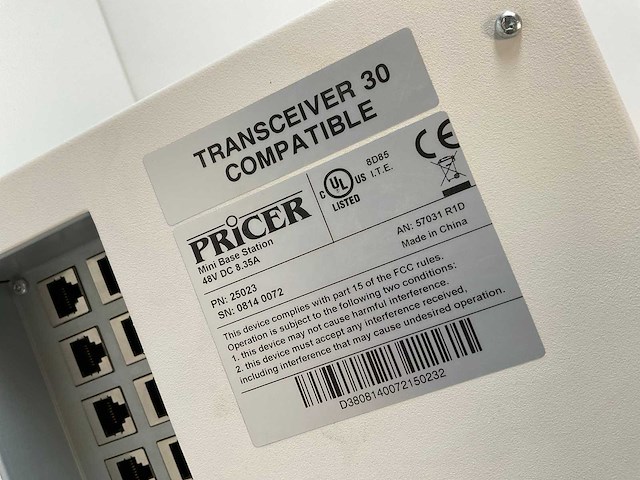 TRANSCEIVER 30
COMPATIBLE
PRICER
Mini Base Station
48V DC 8.35A
C UL US
LISTED
8D85
I.T.E.
CE
PN: 25023
SN: 0814 0072
AN: 57031 R1D
Made in China
This device complies with part 15 of the FCC rules.
Operation is subject to the following two conditions:
1. this device may not cause harmful interference.
2. this device must accept any interference received,
including interference that may cause undesired operation.
D3808140072150232